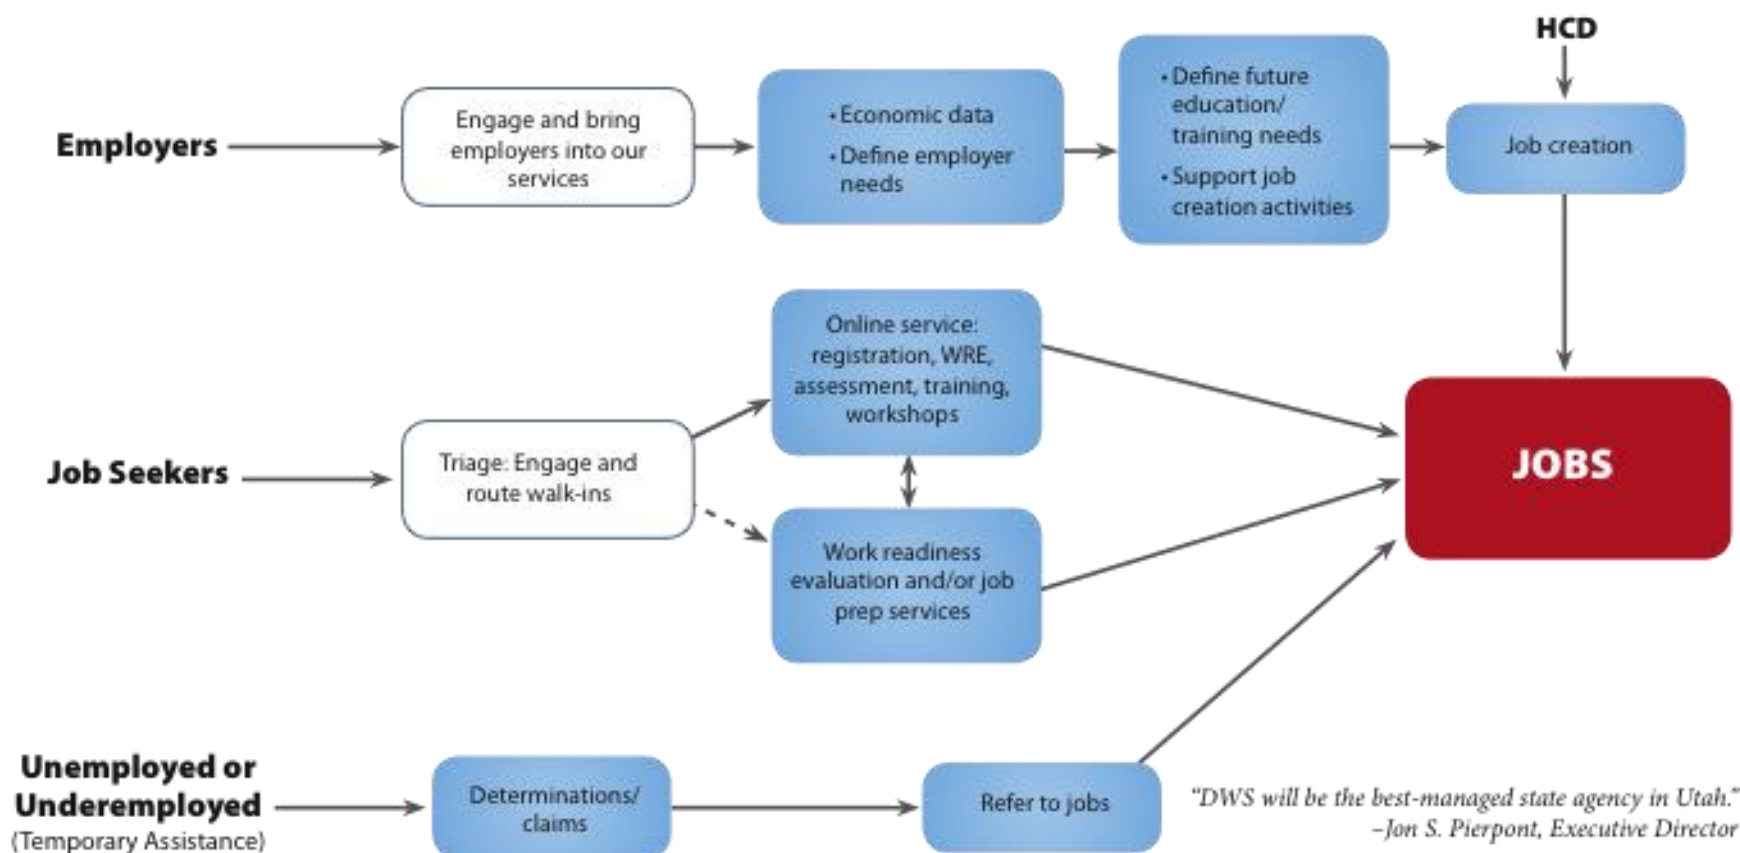 HCD
Employers
Engage and bring
employers into our
services
• Economic data
• Define employer
needs
• Define future
education/
training needs
• Support job
creation activities
Job creation
Job Seekers
Triage: Engage and
route walk-ins
Online service:
registration, WRE,
assessment, training,
workshops
Work readiness
evaluation and/or job
prep services
JOBS
Unemployed or
Underemployed
(Temporary Assistance)
Determinations/
claims
Refer to jobs
“DWS will be the best-managed state agency in Utah.”
–Jon S. Pierpont, Executive Director